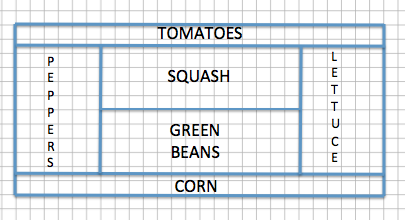 TOMATOES
PEPPERS
SQUASH
LETTUCE
GREEN
BEANS
CORN